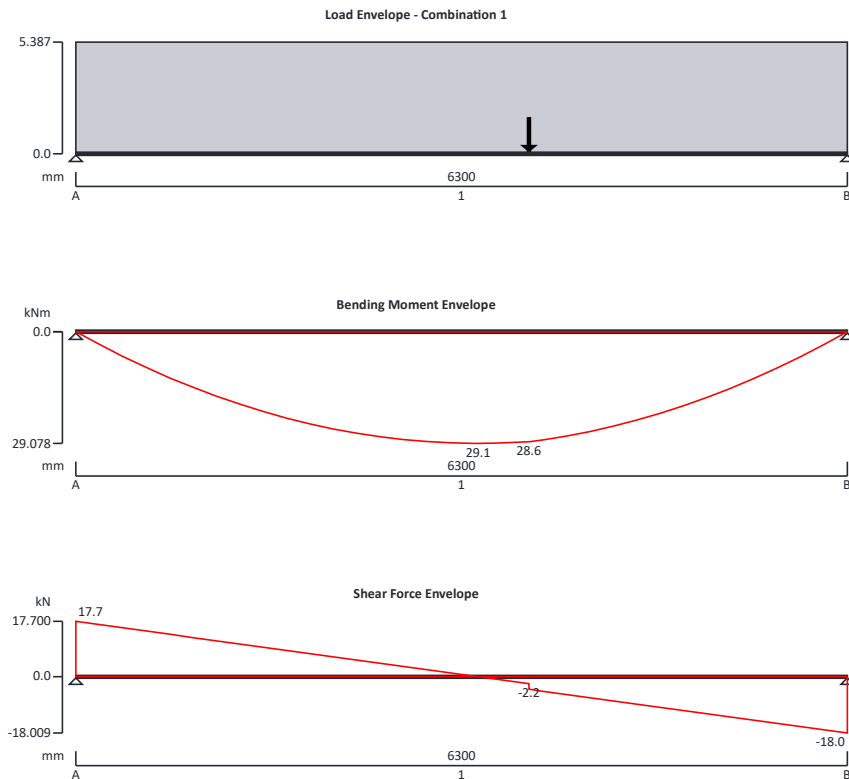 Load Envelope - Combination 1
5.387
0.0
mm
6300
A
1
B
Bending Moment Envelope
kNm
0.0
29.078
29.1
28.6
mm
6300
A
1
B
Shear Force Envelope
kN
17.7
17.700
0.0
-2.2
-18.009
-18.0
mm
6300
A
1
B